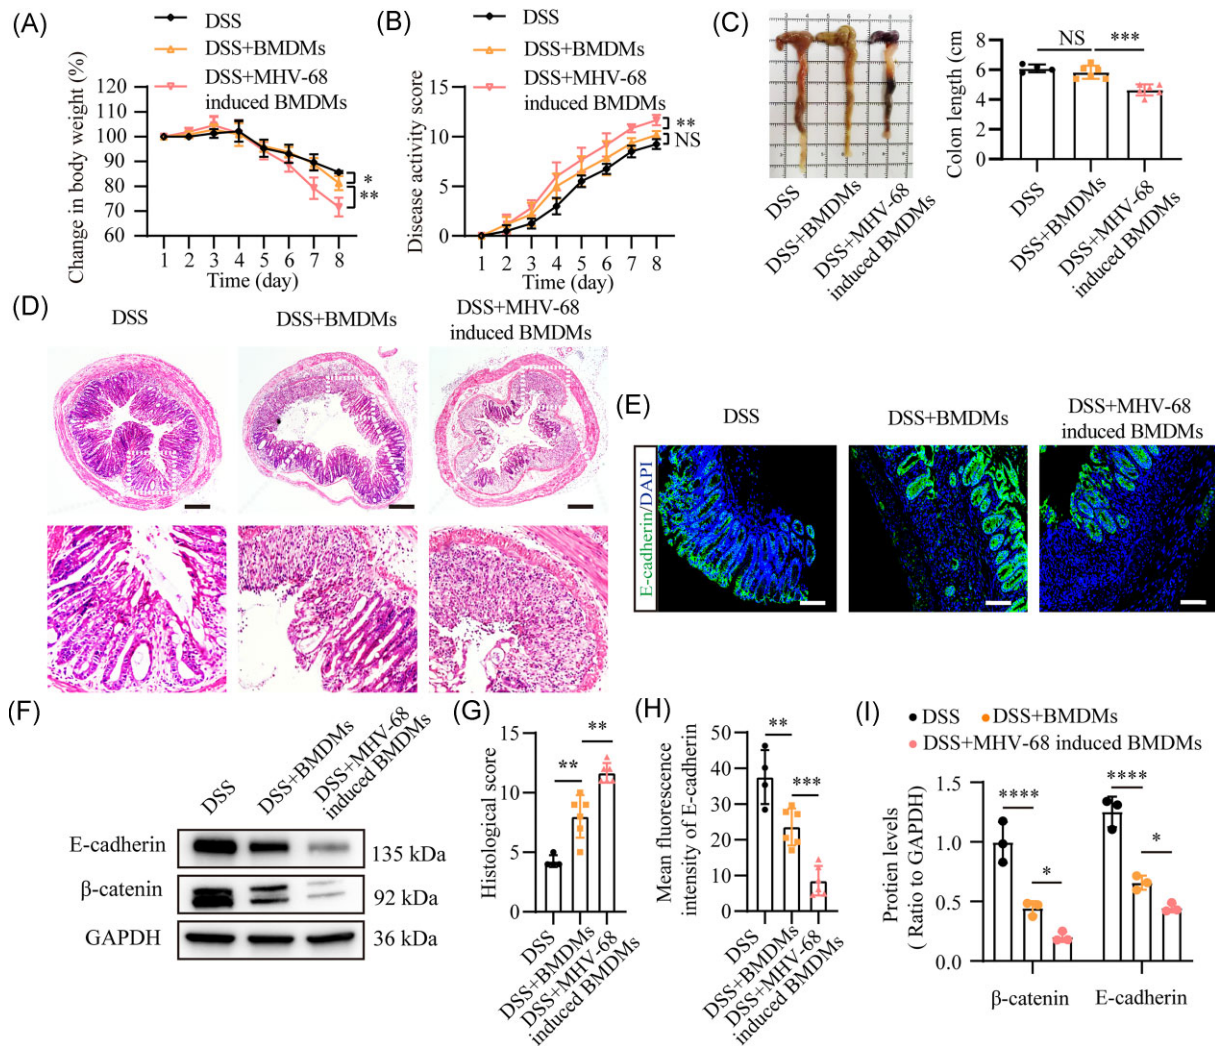 (A)
DSS
DSS+BMDMs
DSS+MHV-68
induced BMDMs
Change in body weight (%)
120
110
100
90
80
70
60
*
**
1 2 3 4 5 6 7 8
Time (day)
(B)
DSS
DSS+BMDMs
DSS+MHV-68
induced BMDMs
Disease activity score
15
10
5
0
**
NS
1 2 3 4 5 6 7 8
Time (day)
(C)
DSS
DSS+BMDMs
DSS+MHV-68
induced BMDMs
Colon length (cm)
8
6
4
2
0
NS
***
DSS
DSS+BMDMs
DSS+MHV-68
induced BMDMs
(D)
DSS
DSS+BMDMs
DSS+MHV-68
induced BMDMs
(E)
DSS
DSS+BMDMs
DSS+MHV-68
induced BMDMs
E-cadherin/DAPI
(F)
DSS
DSS+BMDMs
DSS+MHV-68
induced BMDMs
E-cadherin
135 kDa
β-catenin
92 kDa
GAPDH
36 kDa
(G)
Histological score
15
10
5
0
**
**
DSS
DSS+BMDMs
DSS+MHV-68
induced BMDMs
(H)
Mean fluorescence
intensity of E-cadherin
50
40
30
20
10
0
**
***
DSS
DSS+BMDMs
DSS+MHV-68
induced BMDMs
(I)
DSS
DSS+BMDMs
DSS+MHV-68 induced BMDMs
Protien levels
( Ratio to GAPDH)
1.5
1.0
0.5
0.0
****
*
****
*
β-catenin
E-cadherin